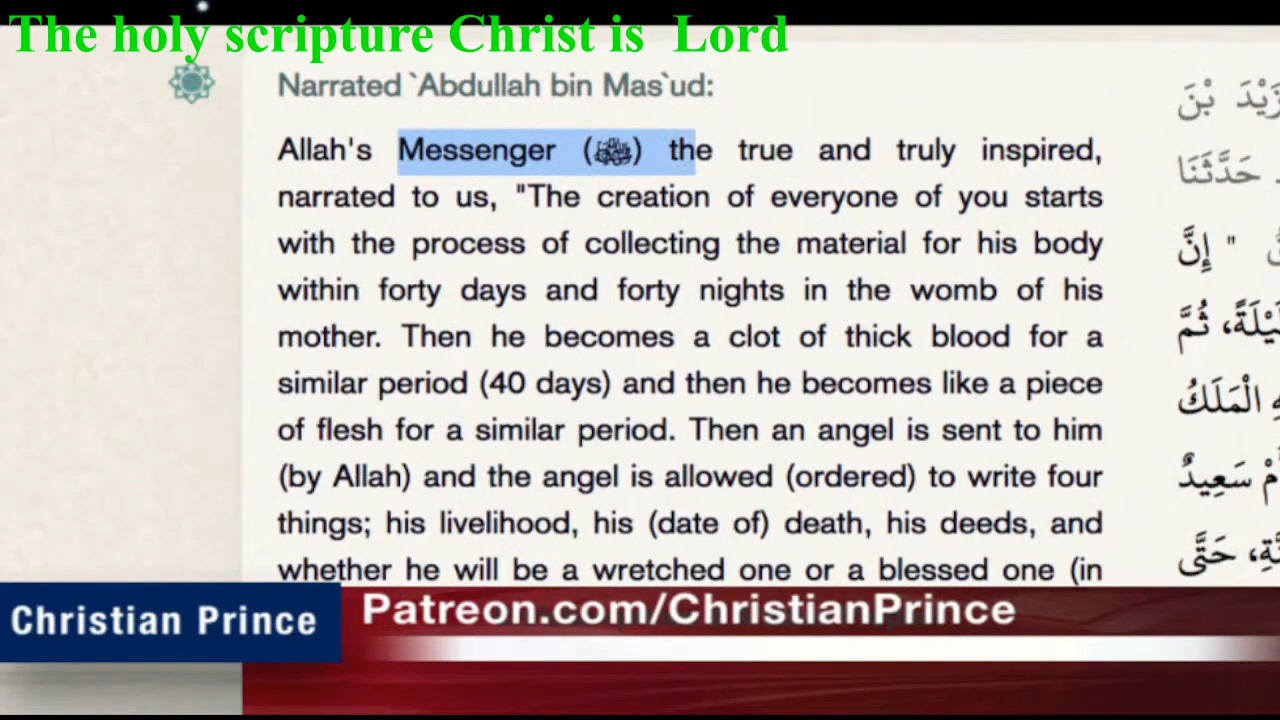 The holy scripture Christ is Lord
Narrated `Abdullah bin Mas`ud:
Allah's Messenger (ﷺ) the true and truly inspired,
narrated to us, "The creation of everyone of you starts
with the process of collecting the material for his body
within forty days and forty nights in the womb of his
mother. Then he becomes a clot of thick blood for a
similar period (40 days) and then he becomes like a piece
of flesh for a similar period. Then an angel is sent to him
(by Allah) and the angel is allowed (ordered) to write four
things; his livelihood, his (date of) death, his deeds, and
whether he will be a wretched one or a blessed one (in
زَيْدَ بْنَ
حَدَّثَنَا
" إِنَّ
لَيْلَةً، ثُمَّ
الْمَلَكُ
أَمْ سَعِيدٌ
حَتَّى
Christian Prince
Patreon.com/ChristianPrince